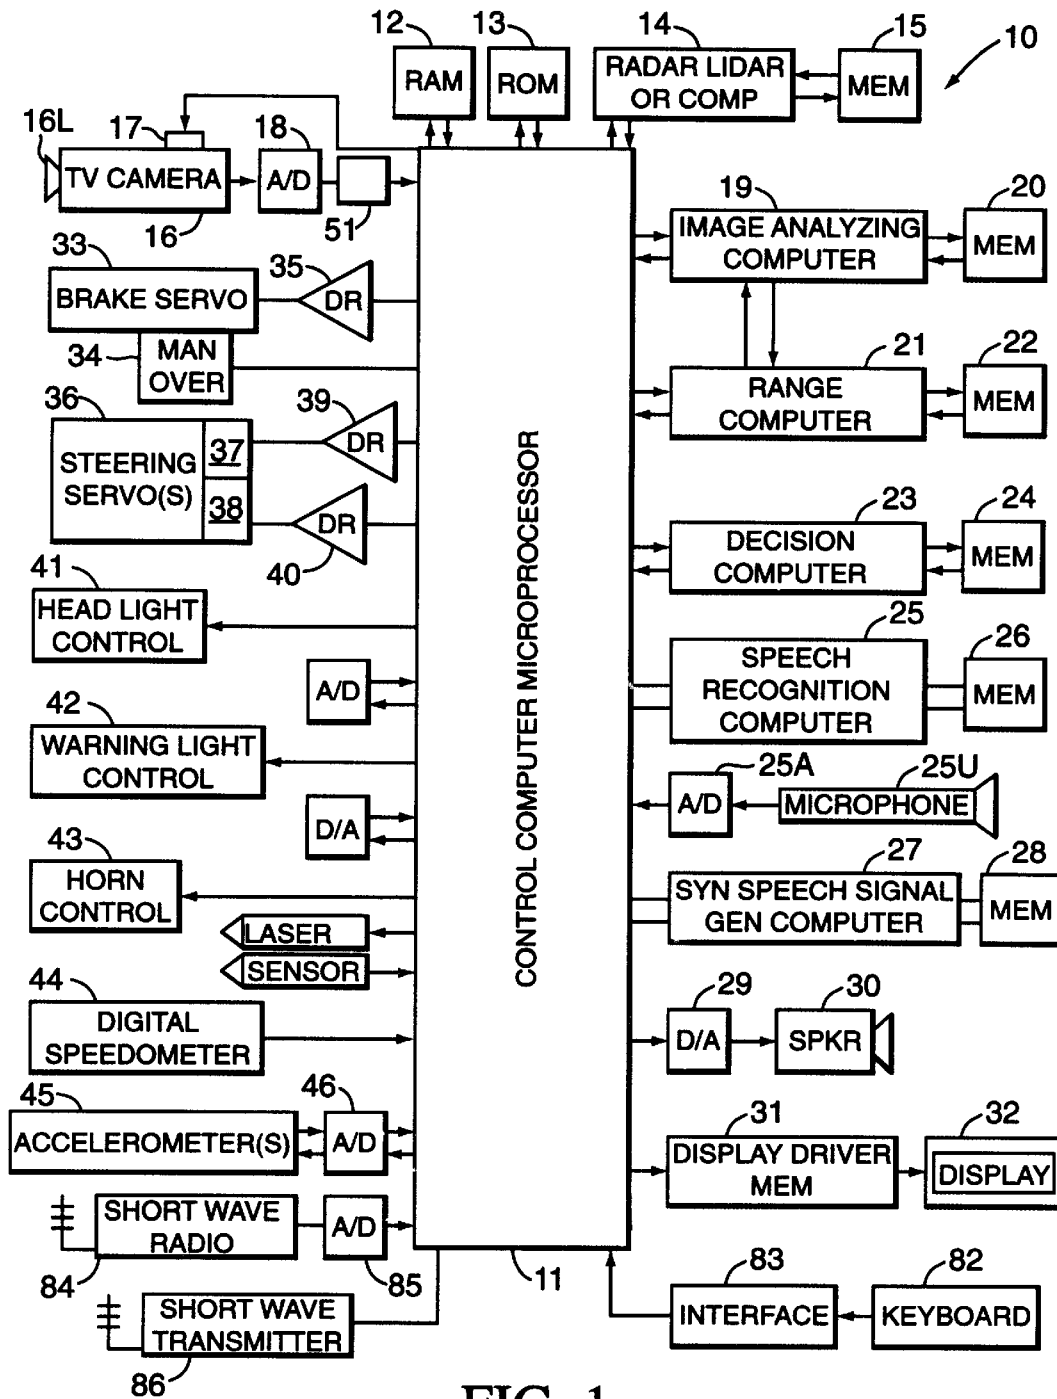 12
13
14
15
10
RAM
ROM
RADAR LIDAR
OR COMP
MEM
16L
17
18
TV CAMERA
A/D
16
51
19
20
IMAGE ANALYZING
COMPUTER
MEM
33
35
BRAKE SERVO
DR
34
MAN
OVER
21
22
RANGE
COMPUTER
MEM
36
39
STEERING
SERVO(S)
37
38
DR
DR
40
CONTROL COMPUTER MICROPROCESSOR
23
24
DECISION
COMPUTER
MEM
41
HEAD LIGHT
CONTROL
25
26
SPEECH
RECOGNITION
COMPUTER
MEM
A/D
42
WARNING LIGHT
CONTROL
25A
25U
A/D
MICROPHONE
D/A
43
HORN
CONTROL
27
28
SYN SPEECH SIGNAL
GEN COMPUTER
MEM
LASER
SENSOR
44
DIGITAL
SPEEDOMETER
29
30
D/A
SPKR
45
46
ACCELEROMETER(S)
A/D
31
32
DISPLAY DRIVER
MEM
DISPLAY
SHORT WAVE
RADIO
A/D
84
85
11
83
82
INTERFACE
KEYBOARD
SHORT WAVE
TRANSMITTER
86
FIG. 1